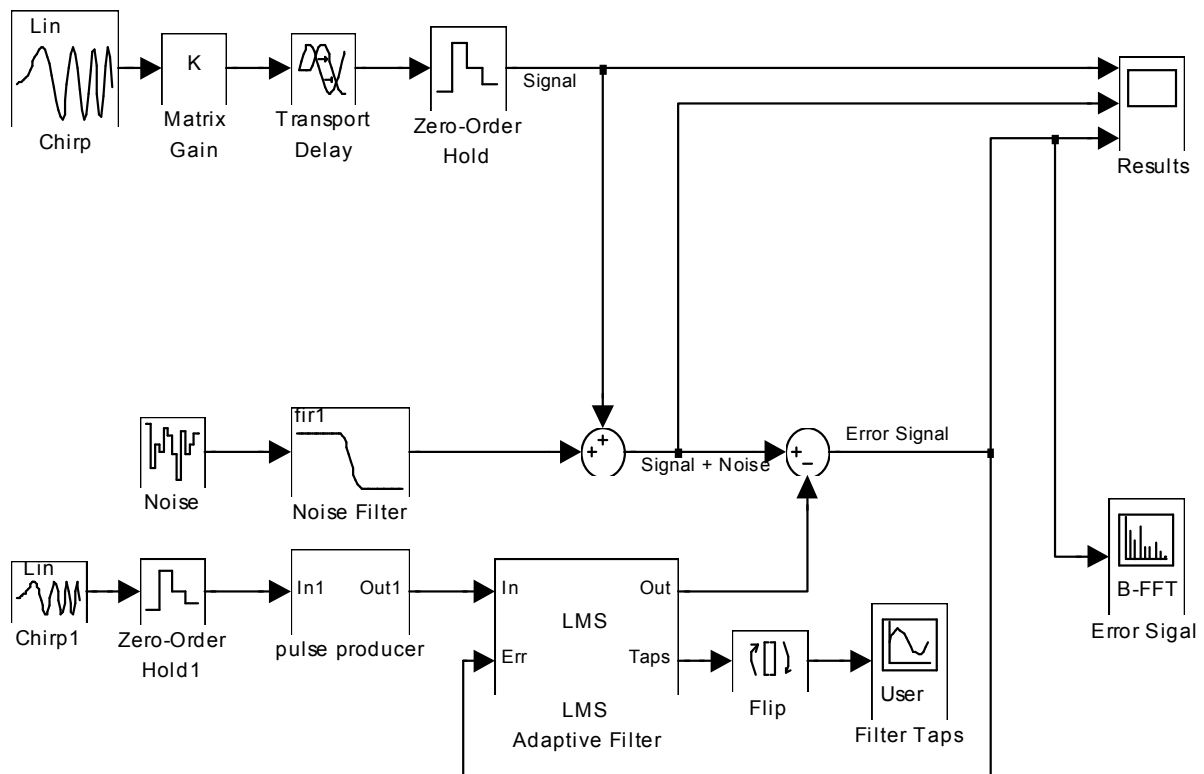 Lin
Chirp
K
Matrix
Gain
Transport
Delay
Zero-Order
Hold
Signal
Results
Noise
fir1
Noise Filter
+
+
Signal + Noise
+
–
Error Signal
Lin
Chirp1
Zero-Order
Hold1
In1
Out1
pulse producer
In
Out
LMS
Err
Taps
LMS
Adaptive Filter
Flip
User
Filter Taps
B-FFT
Error Sigal